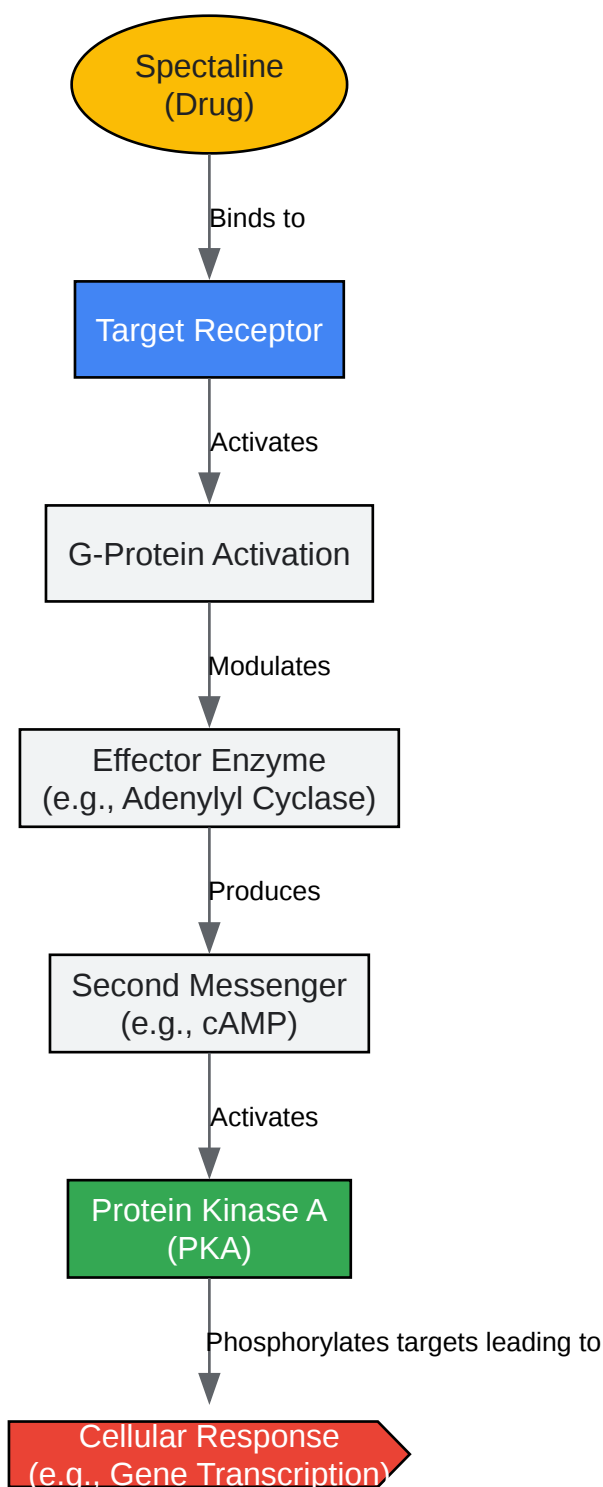 Spectaline
(Drug)
Binds to
Target Receptor
Activates
G-Protein Activation
Modulates
Effector Enzyme
(e.g., Adenylyl Cyclase)
Produces
Second Messenger
(e.g., cAMP)
Activates
Protein Kinase A
(PKA)
Phosphorylates targets leading to
Cellular Response
(e.g., Gene Transcription)